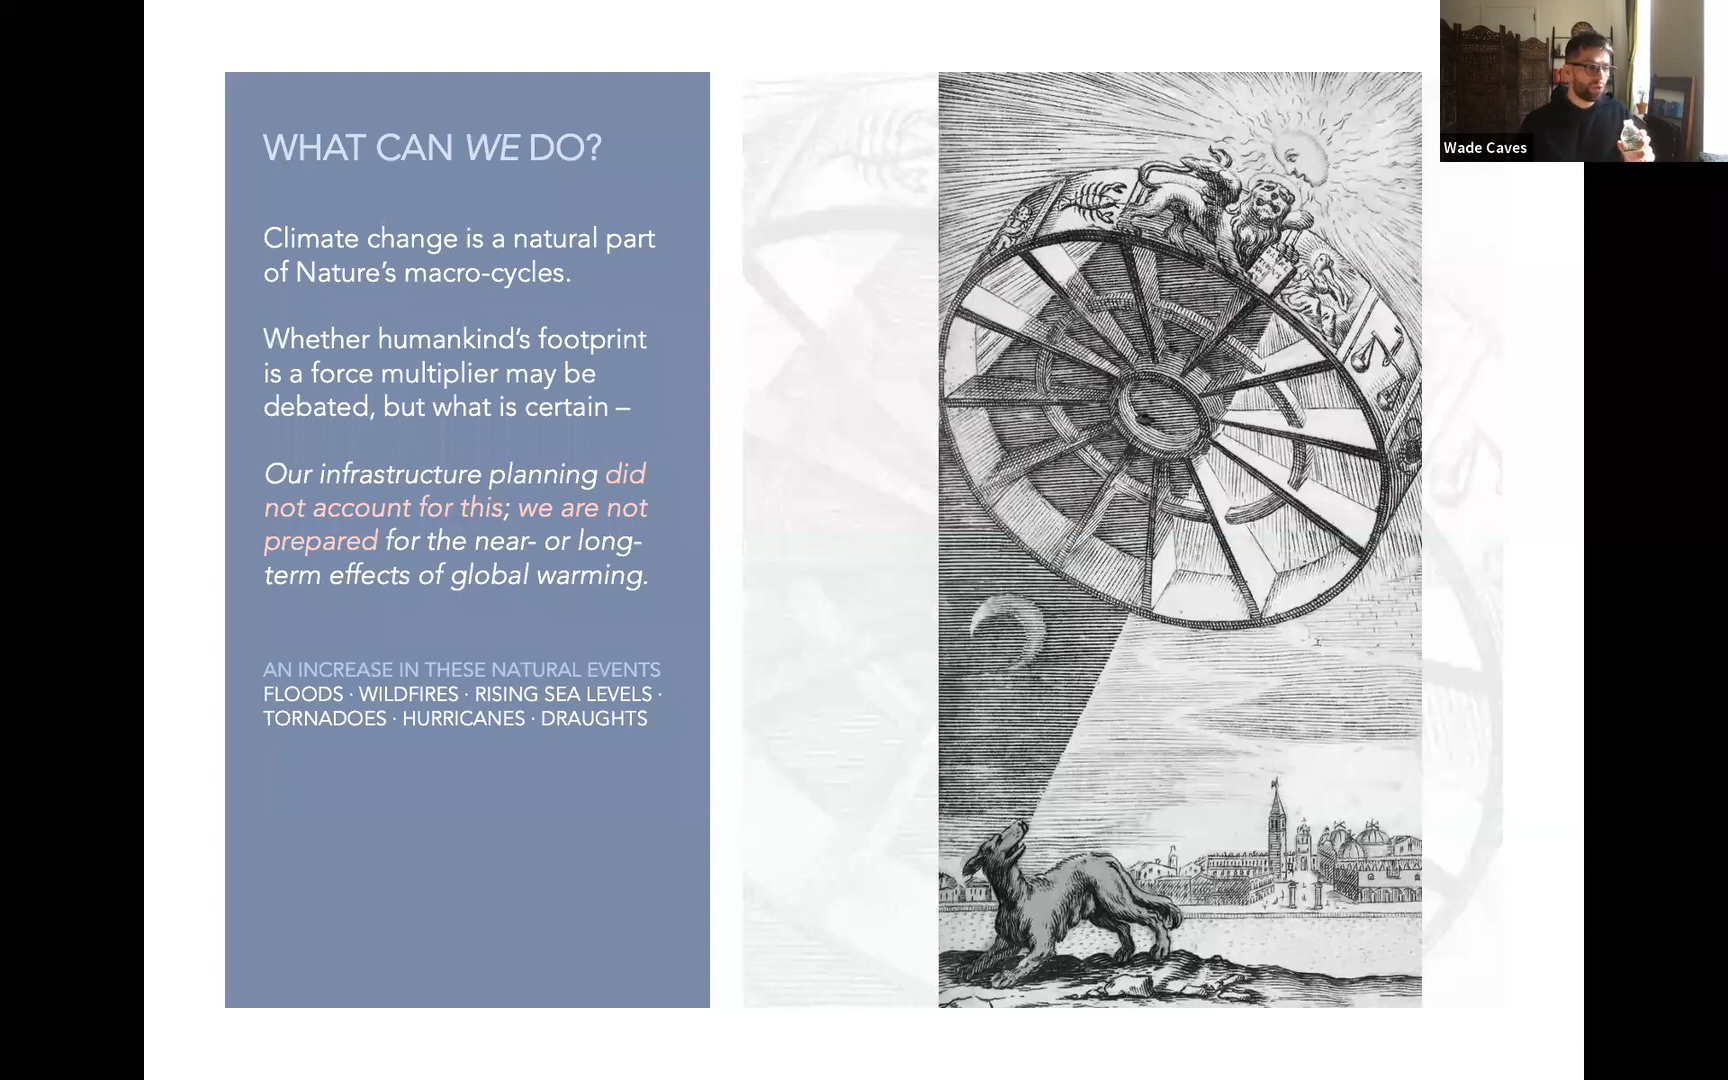 WHAT CAN WE DO?
Climate change is a natural part
of Nature's macro-cycles.
Whether humankind's footprint
is a force multiplier may be
debated, but what is certain –
Our infrastructure planning did
not account for this; we are not
prepared for the near- or long-
term effects of global warming.
AN INCREASE IN THESE NATURAL EVENTS
FLOODS · WILDFIRES · RISING SEA LEVELS ·
TORNADOES · HURRICANES · DRAUGHTS
Wade Caves